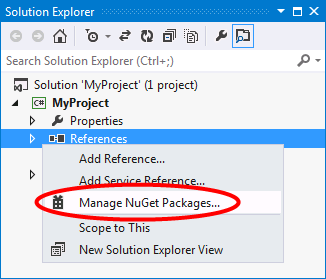 Solution Explorer
Search Solution Explorer (Ctrl+;)
Solution 'MyProject' (1 project)
C# MyProject
Properties
References
Add Reference...
Add Service Reference...
Manage NuGet Packages...
Scope to This
New Solution Explorer View